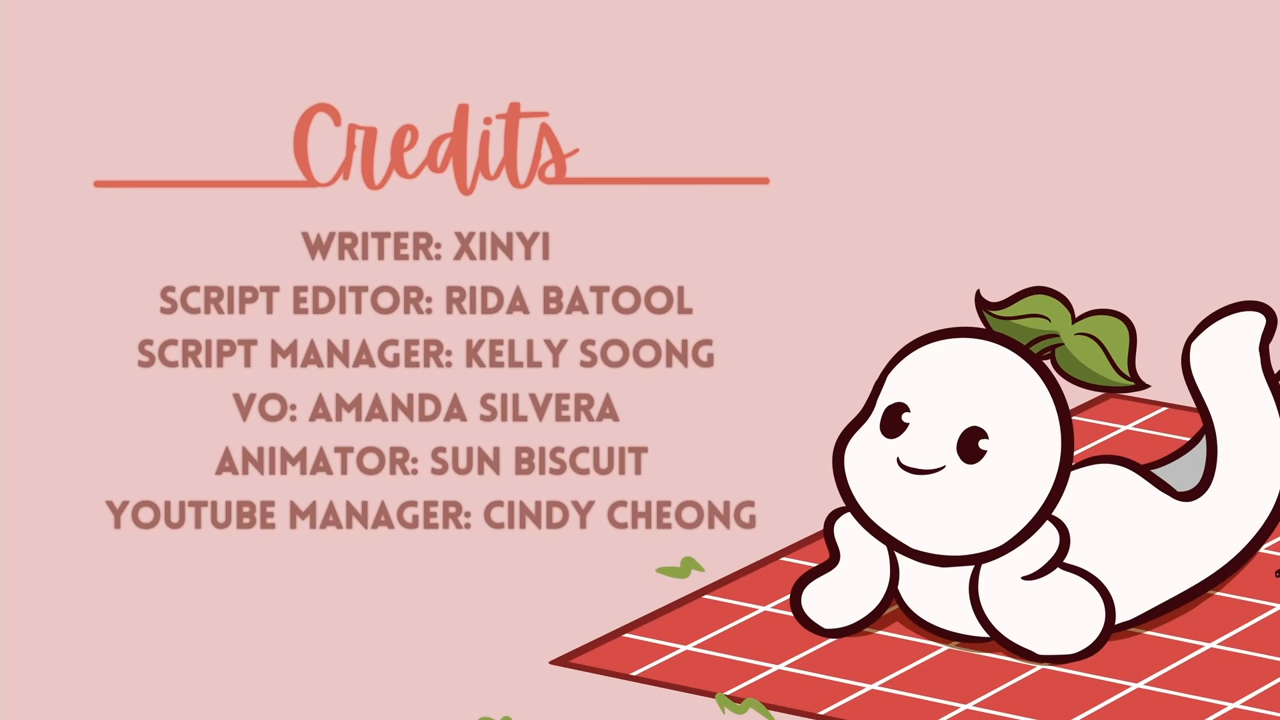 Credits
WRITER: XINYI
SCRIPT EDITOR: RIDA BATOOL
SCRIPT MANAGER: KELLY SOONG
VO: AMANDA SILVERA
ANIMATOR: SUN BISCUIT
YOUTUBE MANAGER: CINDY CHEONG